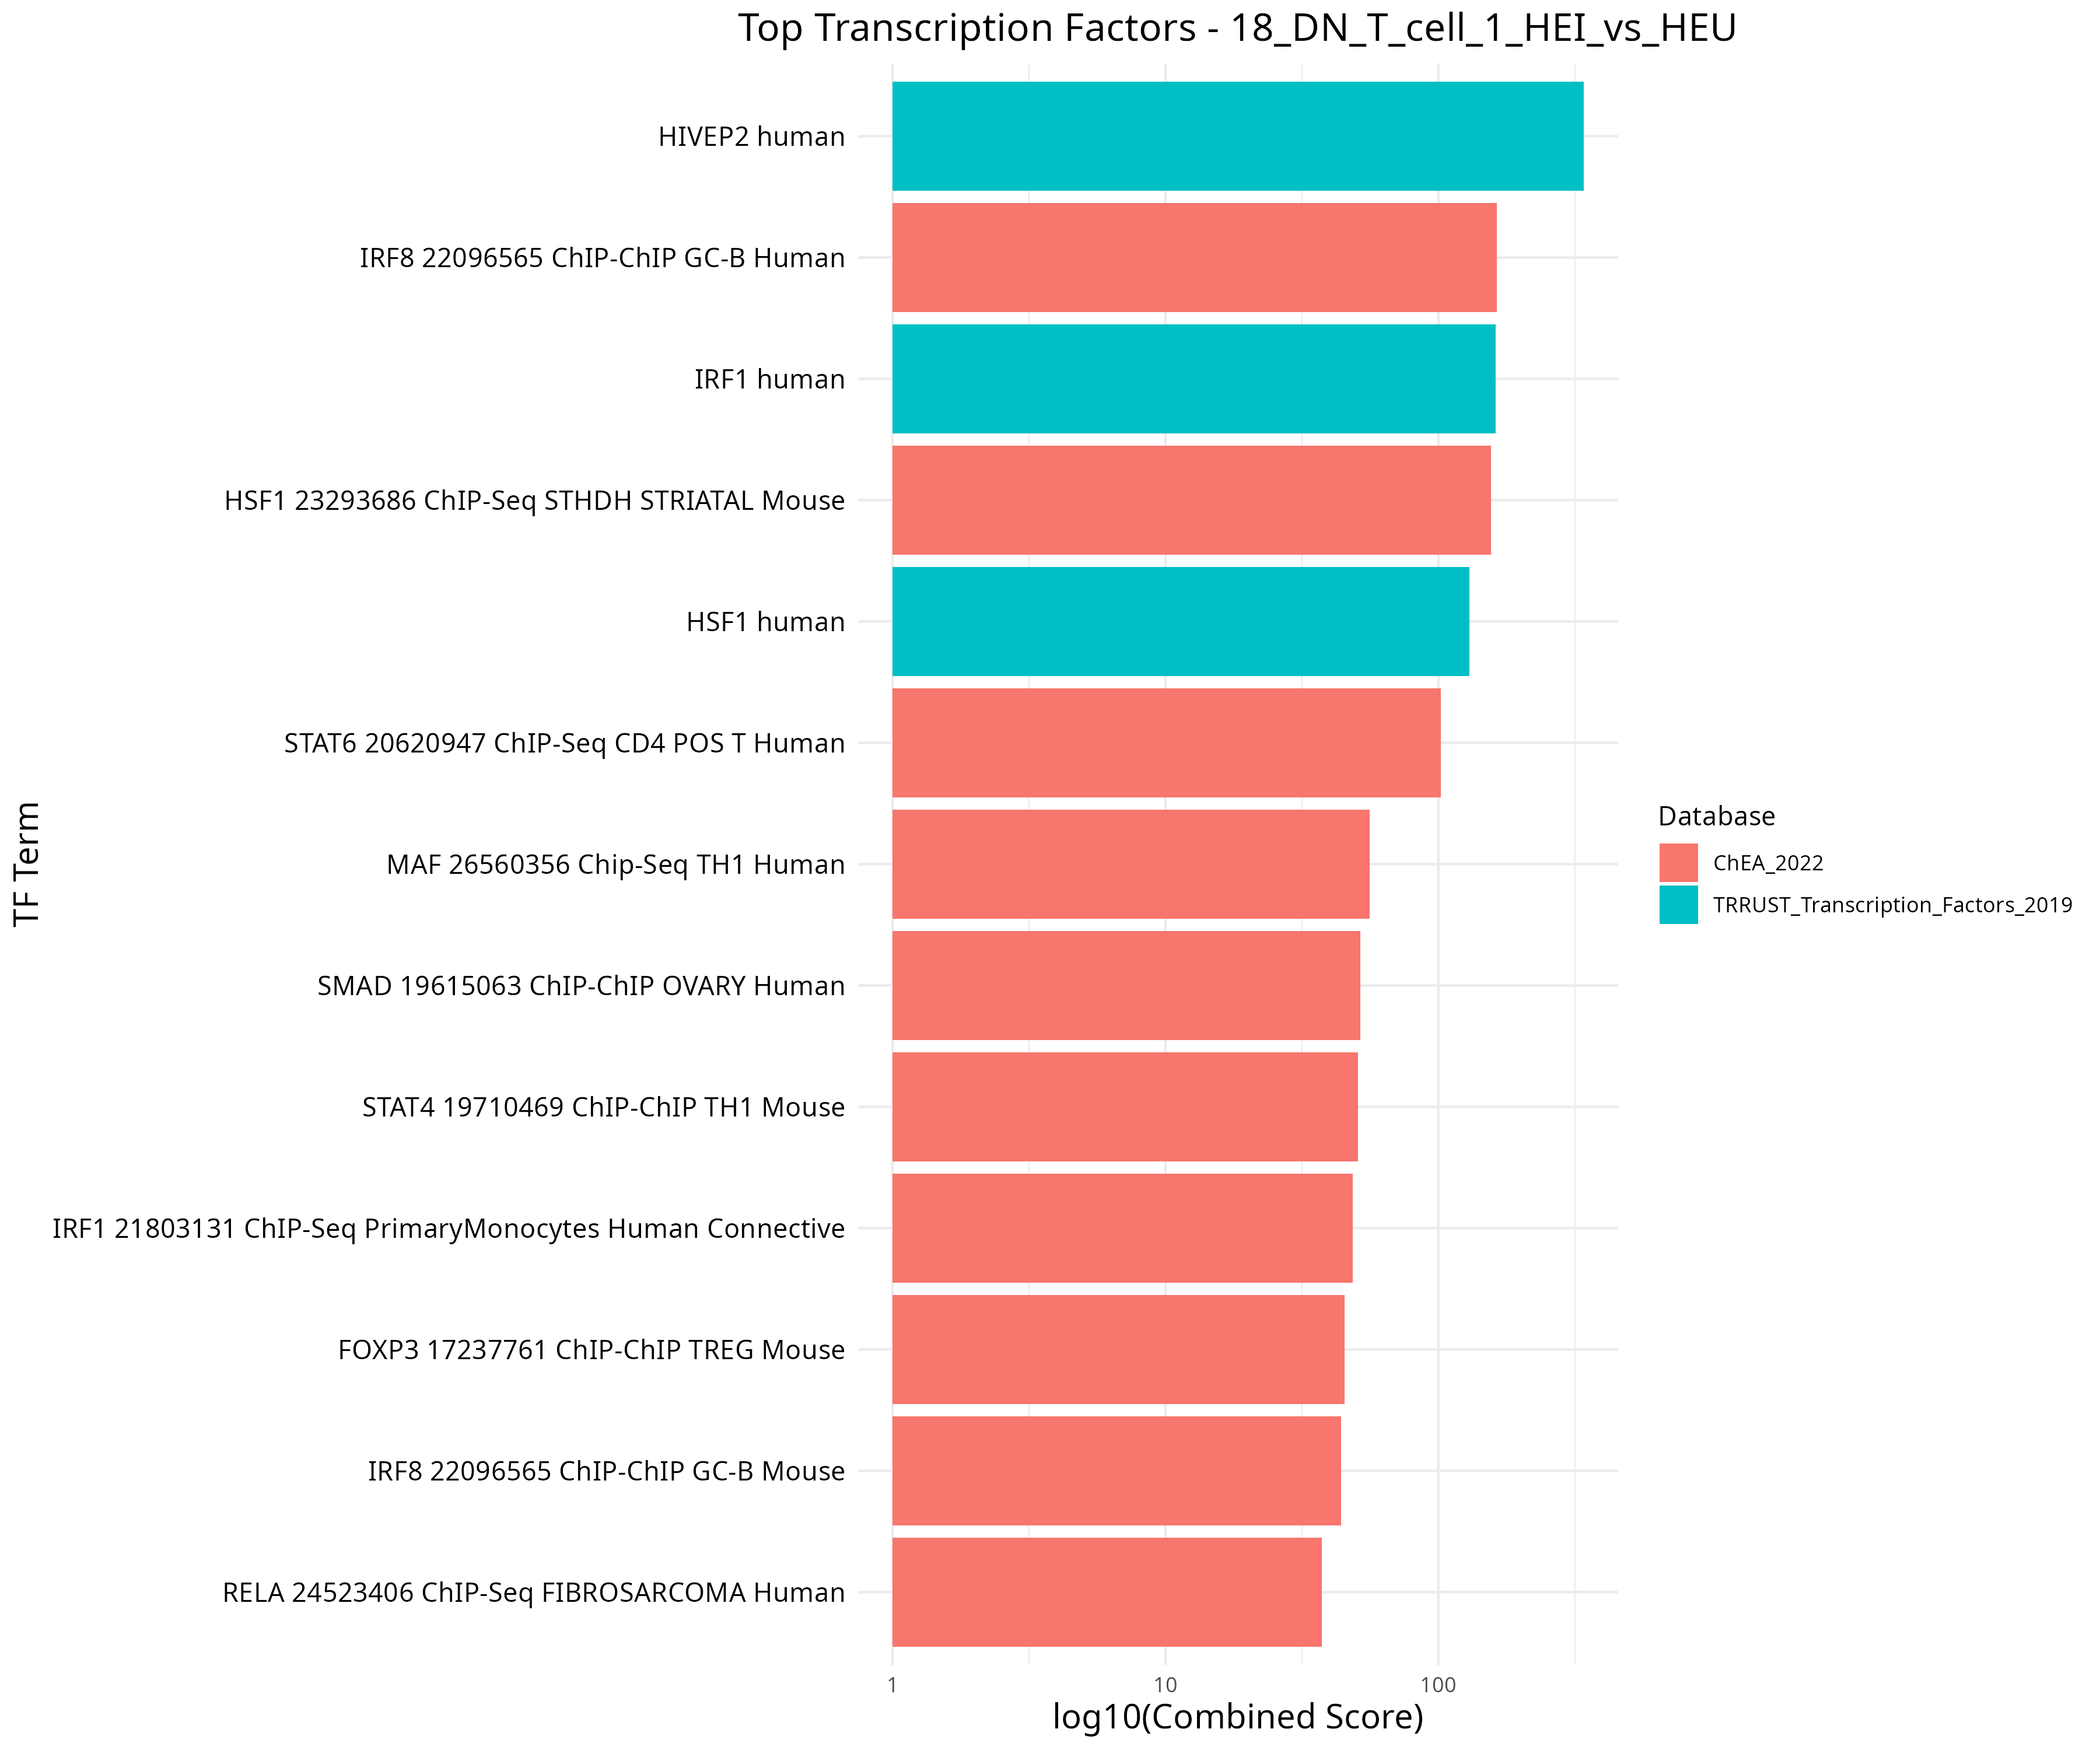 Top Transcription Factors - 18_DN_T_cell_1_HEI_vs_HEU
HIVEP2 human
IRF8 22096565 ChIP-ChIP GC-B Human
IRF1 human
HSF1 23293686 ChIP-Seq STHDH STRIATAL Mouse
HSF1 human
STAT6 20620947 ChIP-Seq CD4 POS T Human
MAF 26560356 Chip-Seq TH1 Human
SMAD 19615063 ChIP-ChIP OVARY Human
STAT4 19710469 ChIP-ChIP TH1 Mouse
IRF1 21803131 ChIP-Seq PrimaryMonocytes Human Connective
FOXP3 17237761 ChIP-ChIP TREG Mouse
IRF8 22096565 ChIP-ChIP GC-B Mouse
RELA 24523406 ChIP-Seq FIBROSARCOMA Human
TF Term
1 10 100
log10(Combined Score)
Database
ChEA_2022
TRRUST_Transcription_Factors_2019